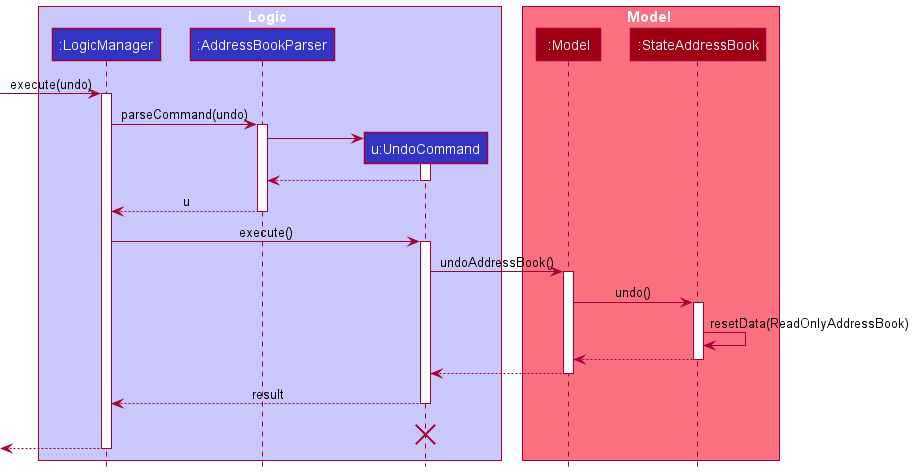 Logic
Model
:LogicManager
:AddressBookParser
:Model
:StateAddressBook
execute(undo)
parseCommand(undo)
u:UndoCommand
u
execute()
undoAddressBook()
undo()
resetData(ReadOnlyAddressBook)
result